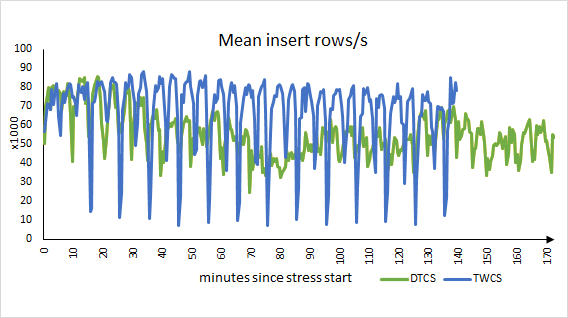 Mean insert rows/s
100
90
80
70
60
50
40
30
20
10
0
x1000
0 10 20 30 40 50 60 70 80 90 100 110 120 130 140 150 160 170
minutes since stress start
DTCS TWCS